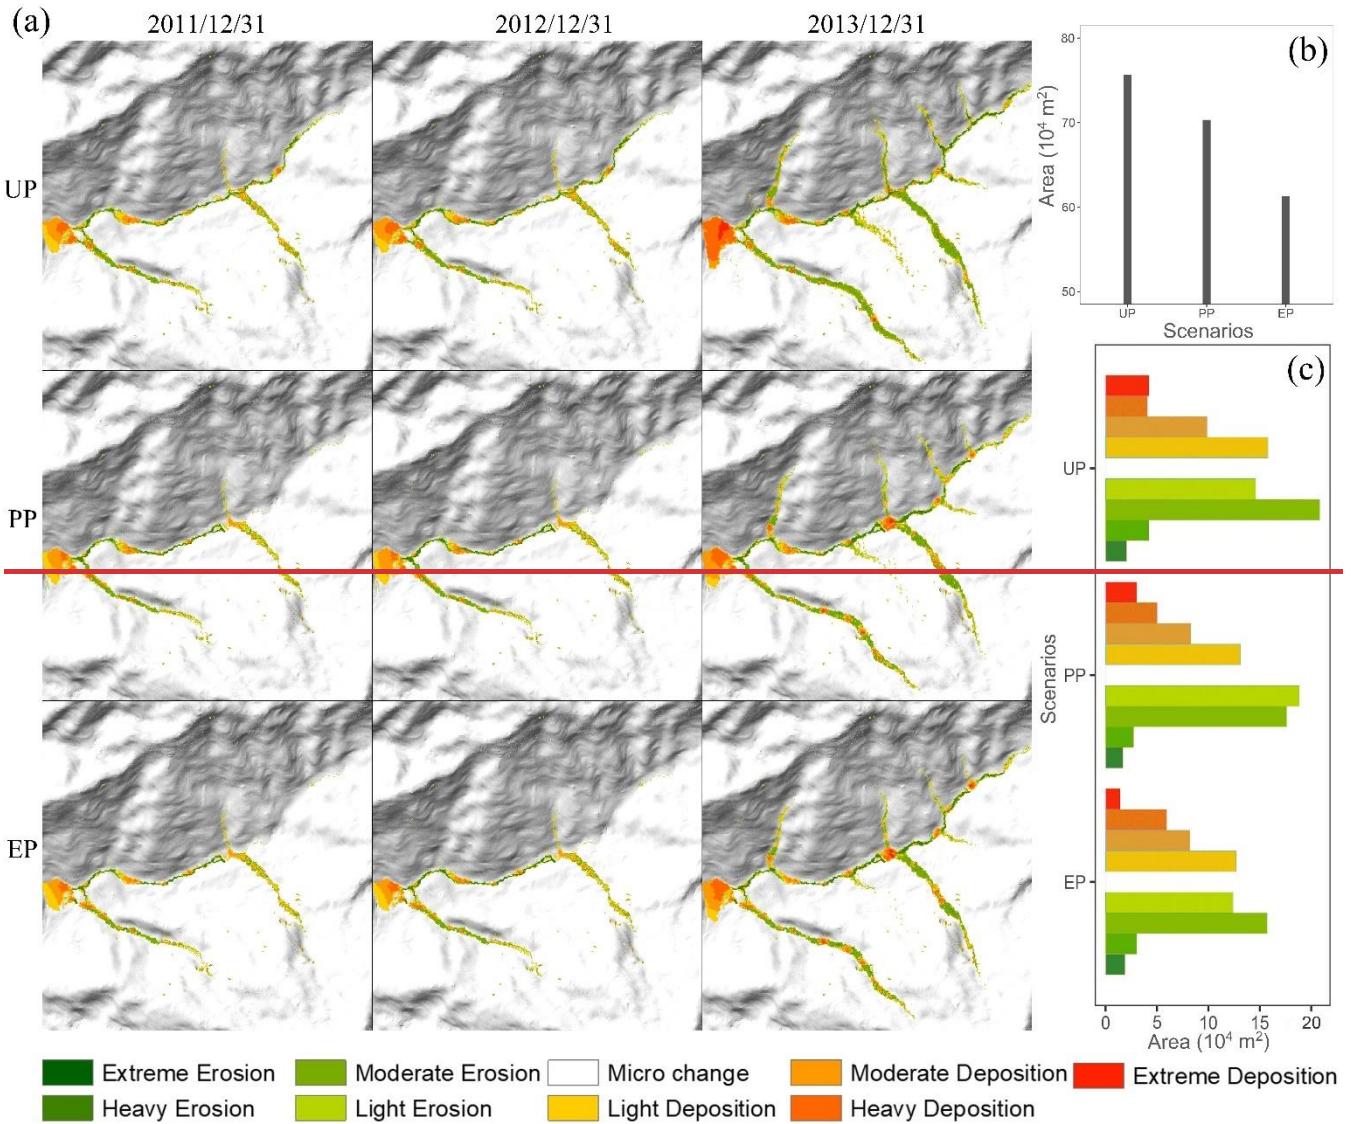 (a)
2011/12/31
2012/12/31
2013/12/31
UP
PP
EP
(b)
80
70
60
50
Area (10⁴ m²)
UP
PP
EP
Scenarios
(c)
UP
PP
EP
Scenarios
0
5
10
15
20
Area (10⁴ m²)
Extreme Erosion
Moderate Erosion
Micro change
Moderate Deposition
Extreme Deposition
Heavy Erosion
Light Erosion
Light Deposition
Heavy Deposition